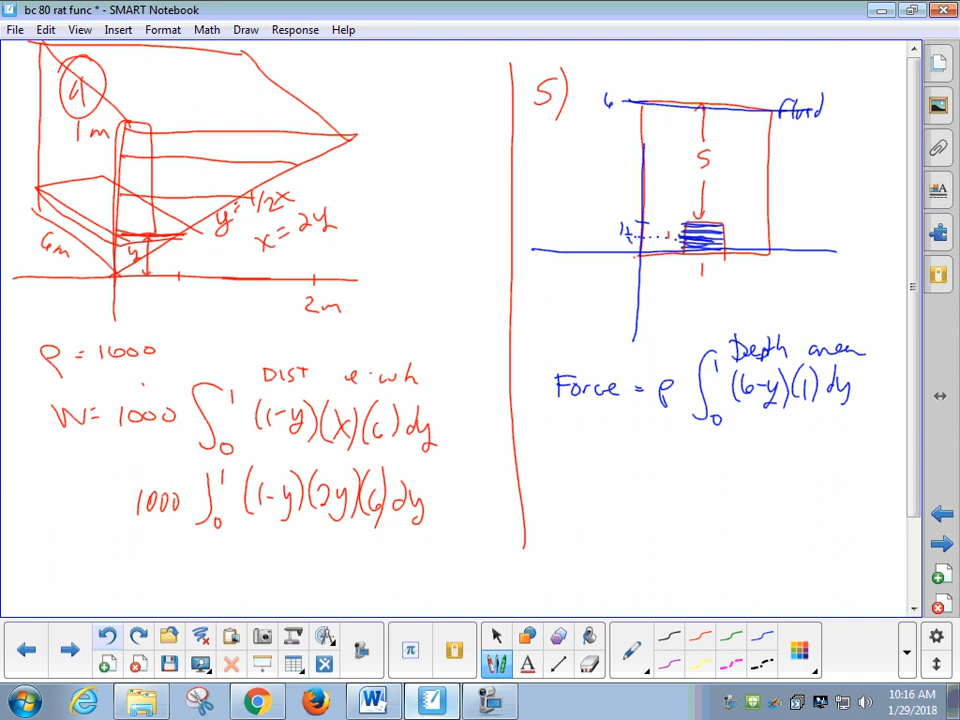 bc 80 rat func * - SMART Notebook
File Edit View Insert Format Math Draw Response Help
4
1 m
6m
y
y = 1/2x
x = 2y
2m
ρ = 1000
DIST l·w·h
W = 1000 ∫₀¹ (1-y)(x)(6) dy
1000 ∫₀¹ (1-y)(2y)(6) dy
5)
6
fluid
5
1
1
Depth area
Force = ρ ∫₀¹ (6-y)(1) dy
10:16 AM
1/29/2018